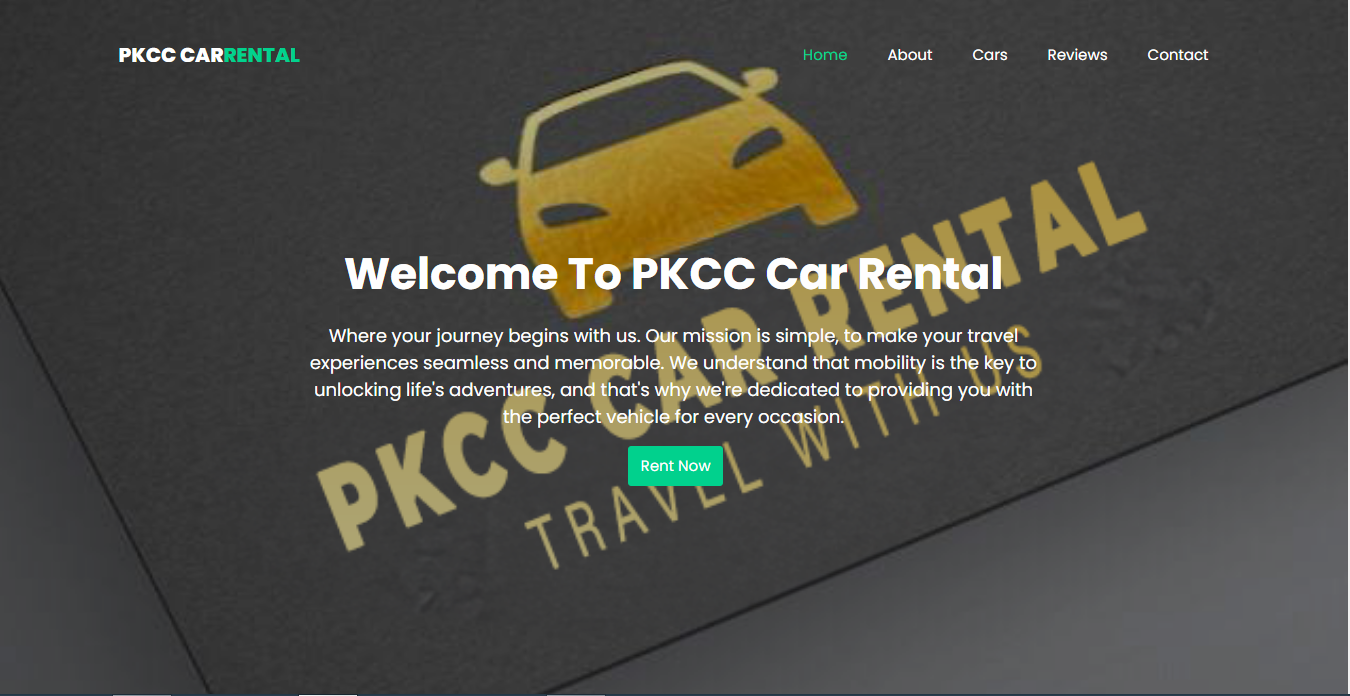 PKCC CARRENTAL
Home About Cars Reviews Contact
Welcome To PKCC Car Rental
Where your journey begins with us. Our mission is simple, to make your travel
experiences seamless and memorable. We understand that mobility is the key to
unlocking life's adventures, and that's why we're dedicated to providing you with
the perfect vehicle for every occasion.
Rent Now
PKCC CAR RENTAL
TRAVEL WITH US